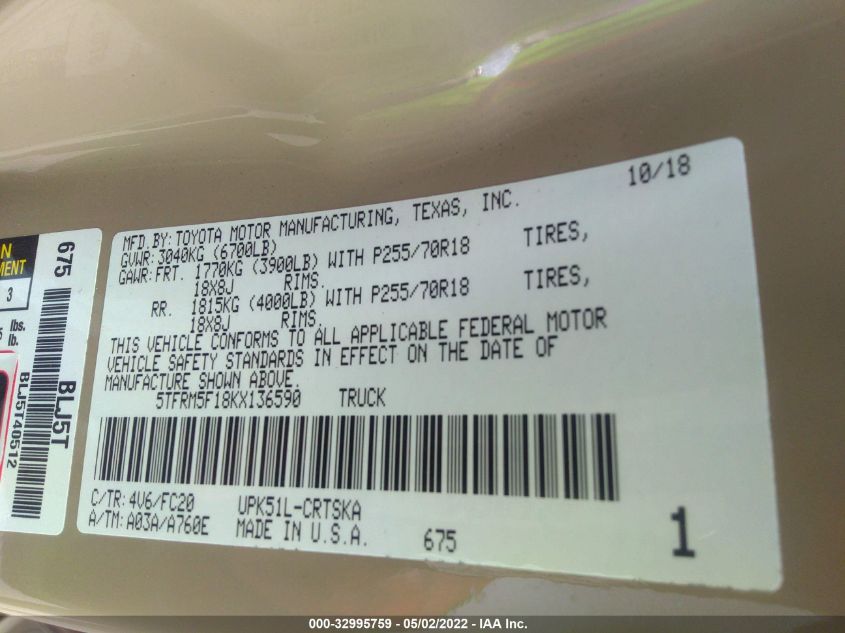 10/18
MFD.BY: TOYOTA MOTOR MANUFACTURING, TEXAS, INC.
GVWR: 3040KG (6700LB)
GAWR: FRT. 1770KG (3900LB) WITH P255/70R18 TIRES,
18X8J RIMS.
RR. 1815KG (4000LB) WITH P255/70R18 TIRES,
18X8J RIMS.
THIS VEHICLE CONFORMS TO ALL APPLICABLE FEDERAL MOTOR
VEHICLE SAFETY STANDARDS IN EFFECT ON THE DATE OF
MANUFACTURE SHOWN ABOVE.
5TFRM5F18KX136590 TRUCK
C/TR: 4V6/FC20 UPK51L-CRTSKA
A/TM: A03A/A760E MADE IN U.S.A. 675 1
N
MENT
3
lbs.
lb.
675
BLJ5T
BLJ5T40512
000-32995759 — 05/02/2022 — IAA Inc.